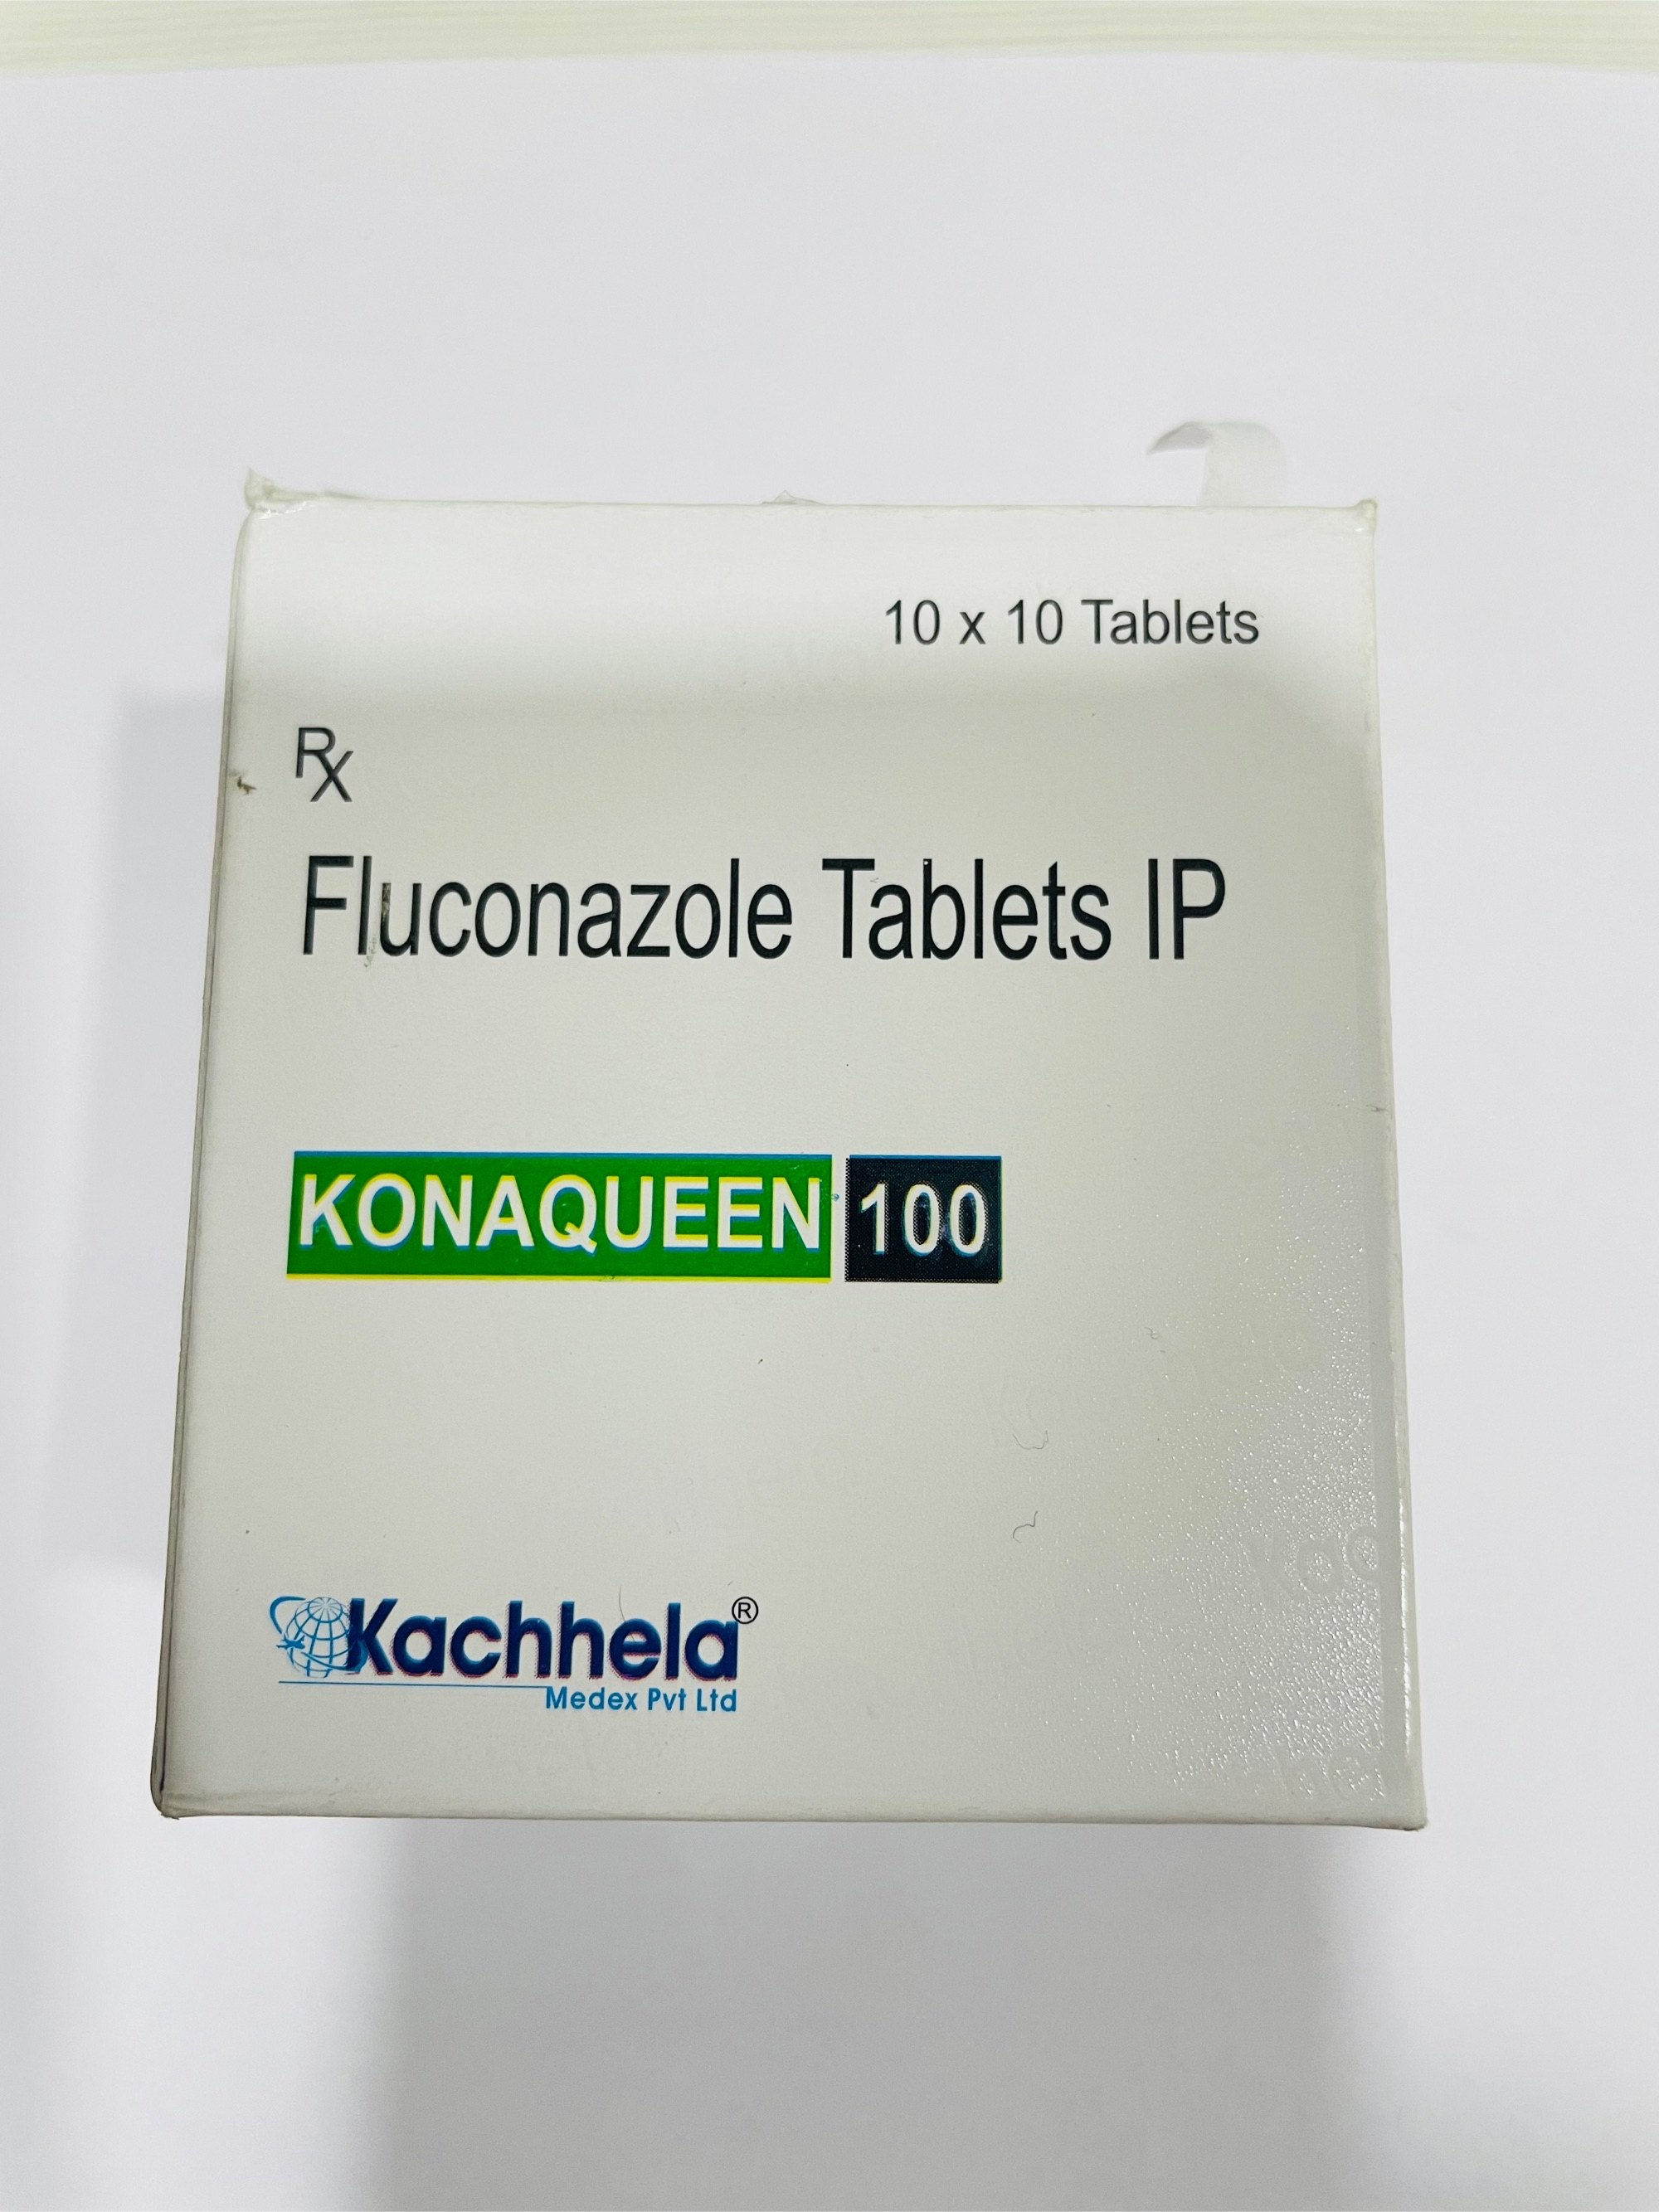 10 x 10 Tablets
Rx
Fluconazole Tablets IP
KONAQUEEN 100
Kachhela®
Medex Pvt Ltd